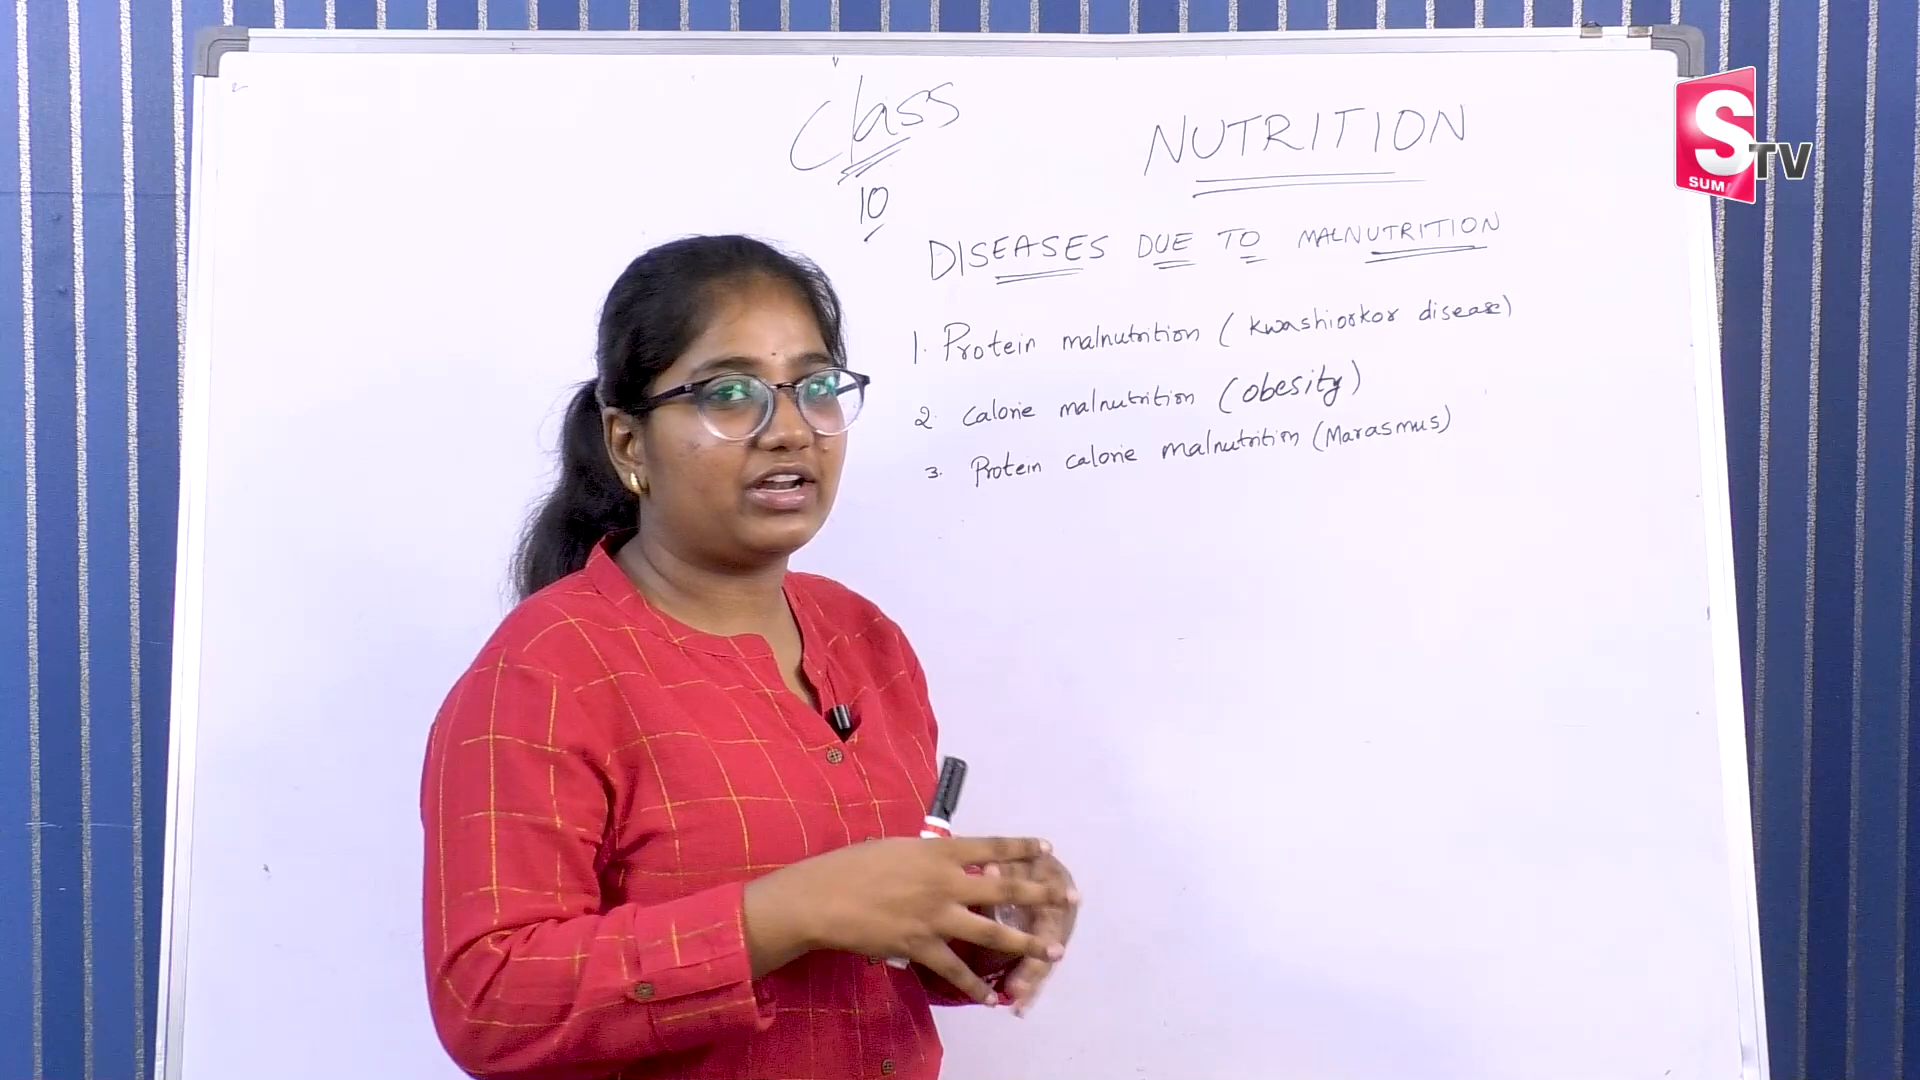 Class
10
NUTRITION
DISEASES DUE TO MALNUTRITION
1. Protein malnutrition (kwashiorkor disease)
2. Calorie malnutrition (obesity)
3. Protein calorie malnutrition (Marasmus)
S TV